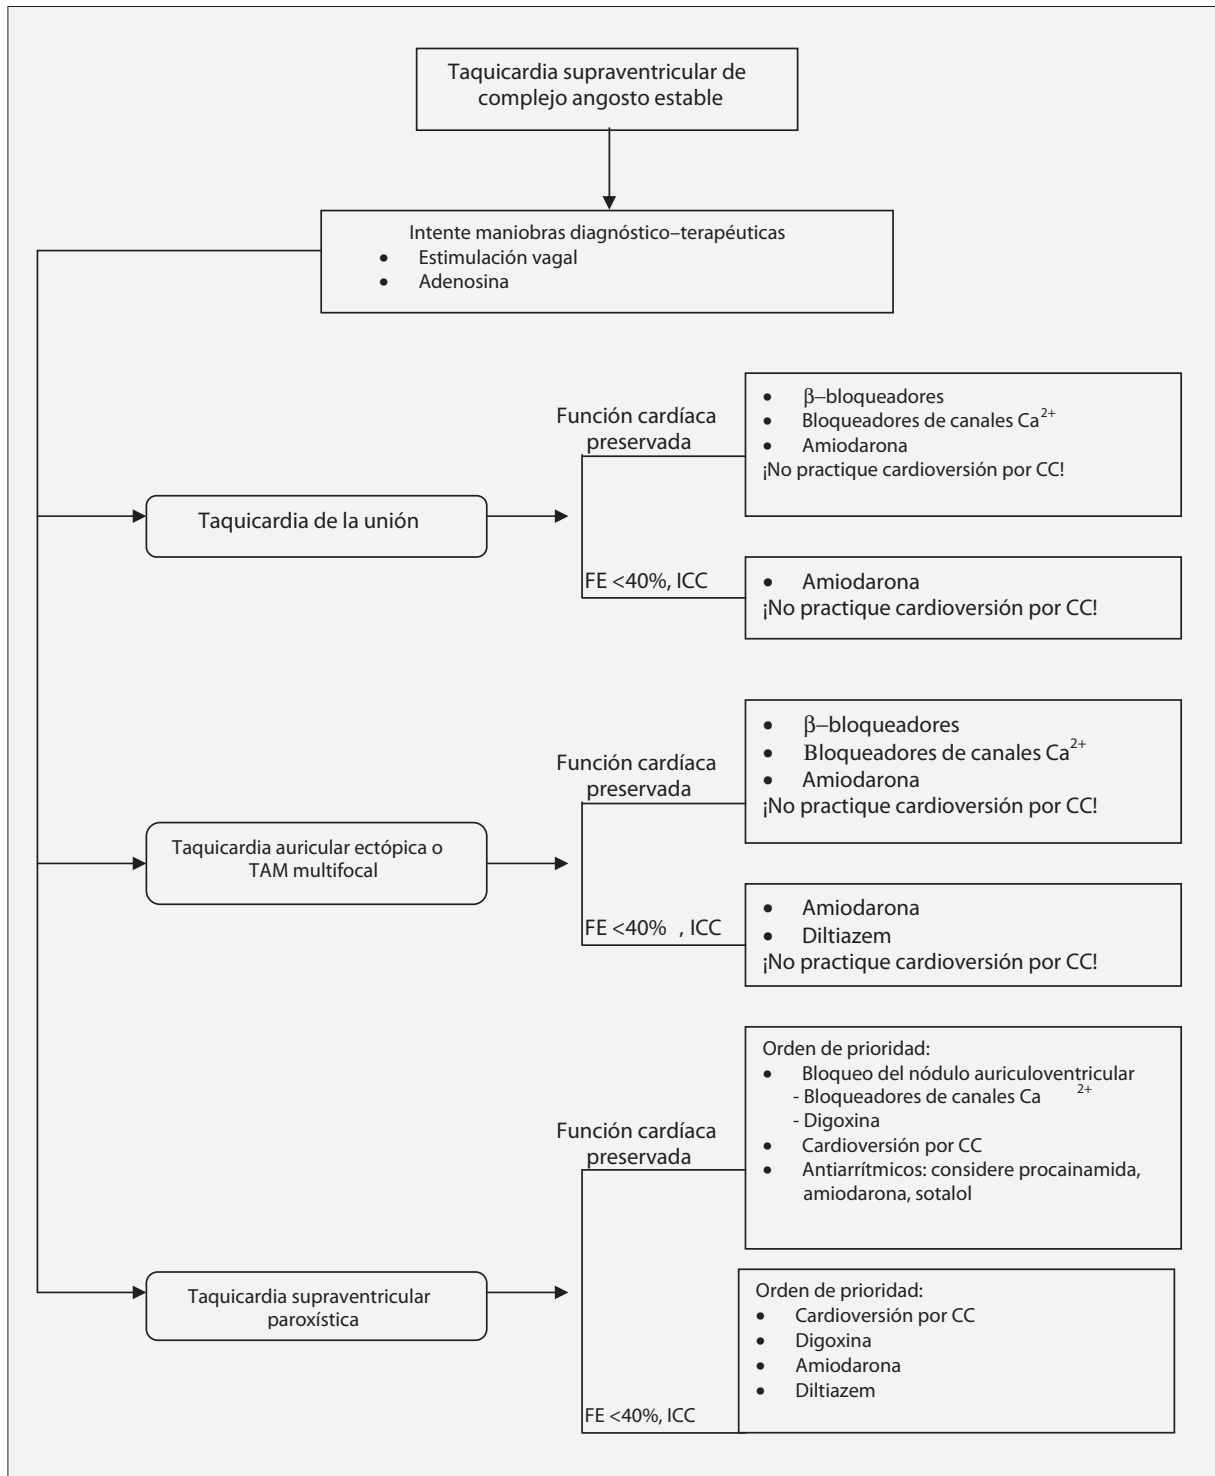 Taquicardia supraventricular de
complejo angosto estable
Intente maniobras diagnóstico–terapéuticas
• Estimulación vagal
• Adenosina
Función cardíaca
preservada
• β–bloqueadores
• Bloqueadores de canales Ca2+
• Amiodarona
¡No practique cardioversión por CC!
Taquicardia de la unión
FE <40%, ICC
• Amiodarona
¡No practique cardioversión por CC!
Función cardíaca
preservada
• β–bloqueadores
• Bloqueadores de canales Ca2+
• Amiodarona
¡No practique cardioversión por CC!
Taquicardia auricular ectópica o
TAM multifocal
FE <40% , ICC
• Amiodarona
• Diltiazem
¡No practique cardioversión por CC!
Función cardíaca
preservada
Orden de prioridad:
• Bloqueo del nódulo auriculoventricular
- Bloqueadores de canales Ca 2+
- Digoxina
• Cardioversión por CC
• Antiarrítmicos: considere procainamida,
amiodarona, sotalol
Taquicardia supraventricular
paroxística
FE <40%, ICC
Orden de prioridad:
• Cardioversión por CC
• Digoxina
• Amiodarona
• Diltiazem